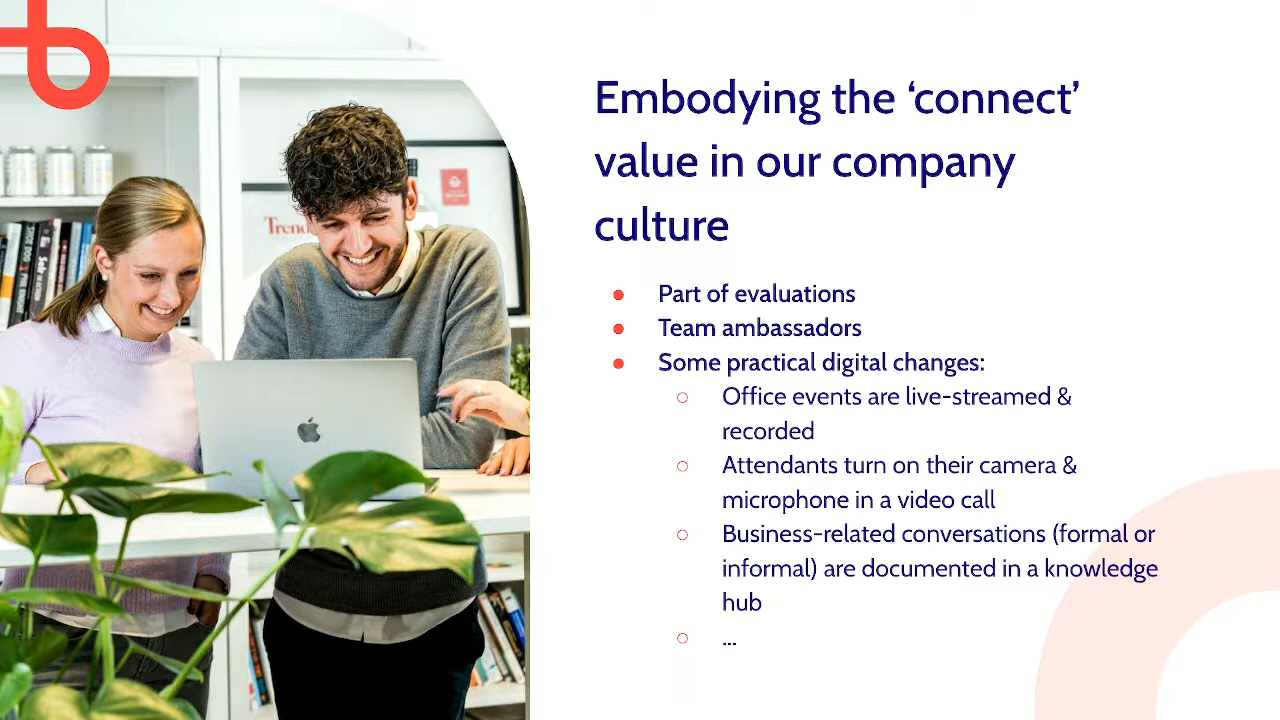 Embodying the ‘connect’
value in our company
culture
● Part of evaluations
● Team ambassadors
● Some practical digital changes:
○ Office events are live-streamed &
recorded
○ Attendants turn on their camera &
microphone in a video call
○ Business-related conversations (formal or
informal) are documented in a knowledge
hub
○ ...
Trend